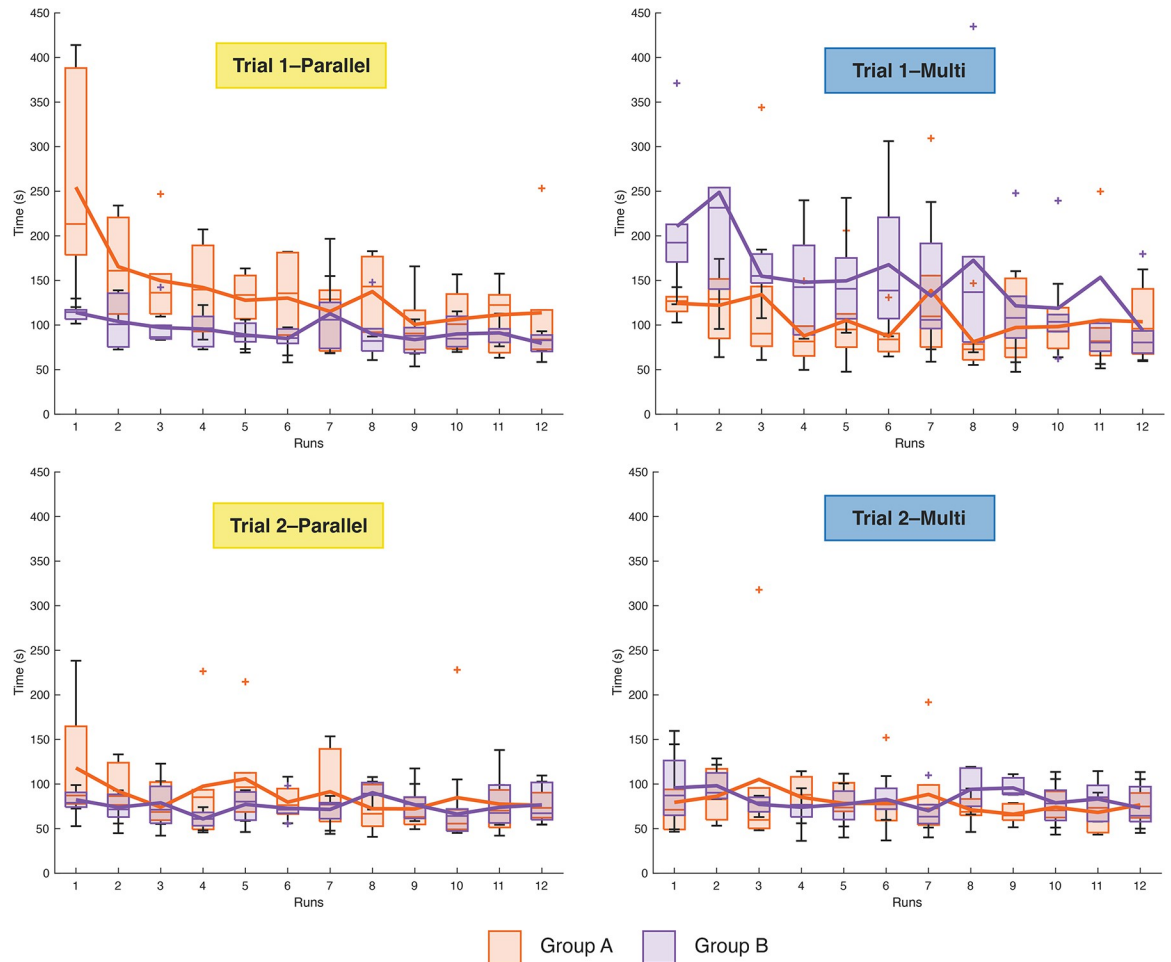 450
400
350
300
250
200
150
100
50
0
Time (s)
Trial 1–Parallel
1 2 3 4 5 6 7 8 9 10 11 12
Runs
450
400
350
300
250
200
150
100
50
0
Time (s)
Trial 1–Multi
1 2 3 4 5 6 7 8 9 10 11 12
Runs
450
400
350
300
250
200
150
100
50
0
Time (s)
Trial 2–Parallel
1 2 3 4 5 6 7 8 9 10 11 12
Runs
450
400
350
300
250
200
150
100
50
0
Time (s)
Trial 2–Multi
1 2 3 4 5 6 7 8 9 10 11 12
Runs
Group A Group B